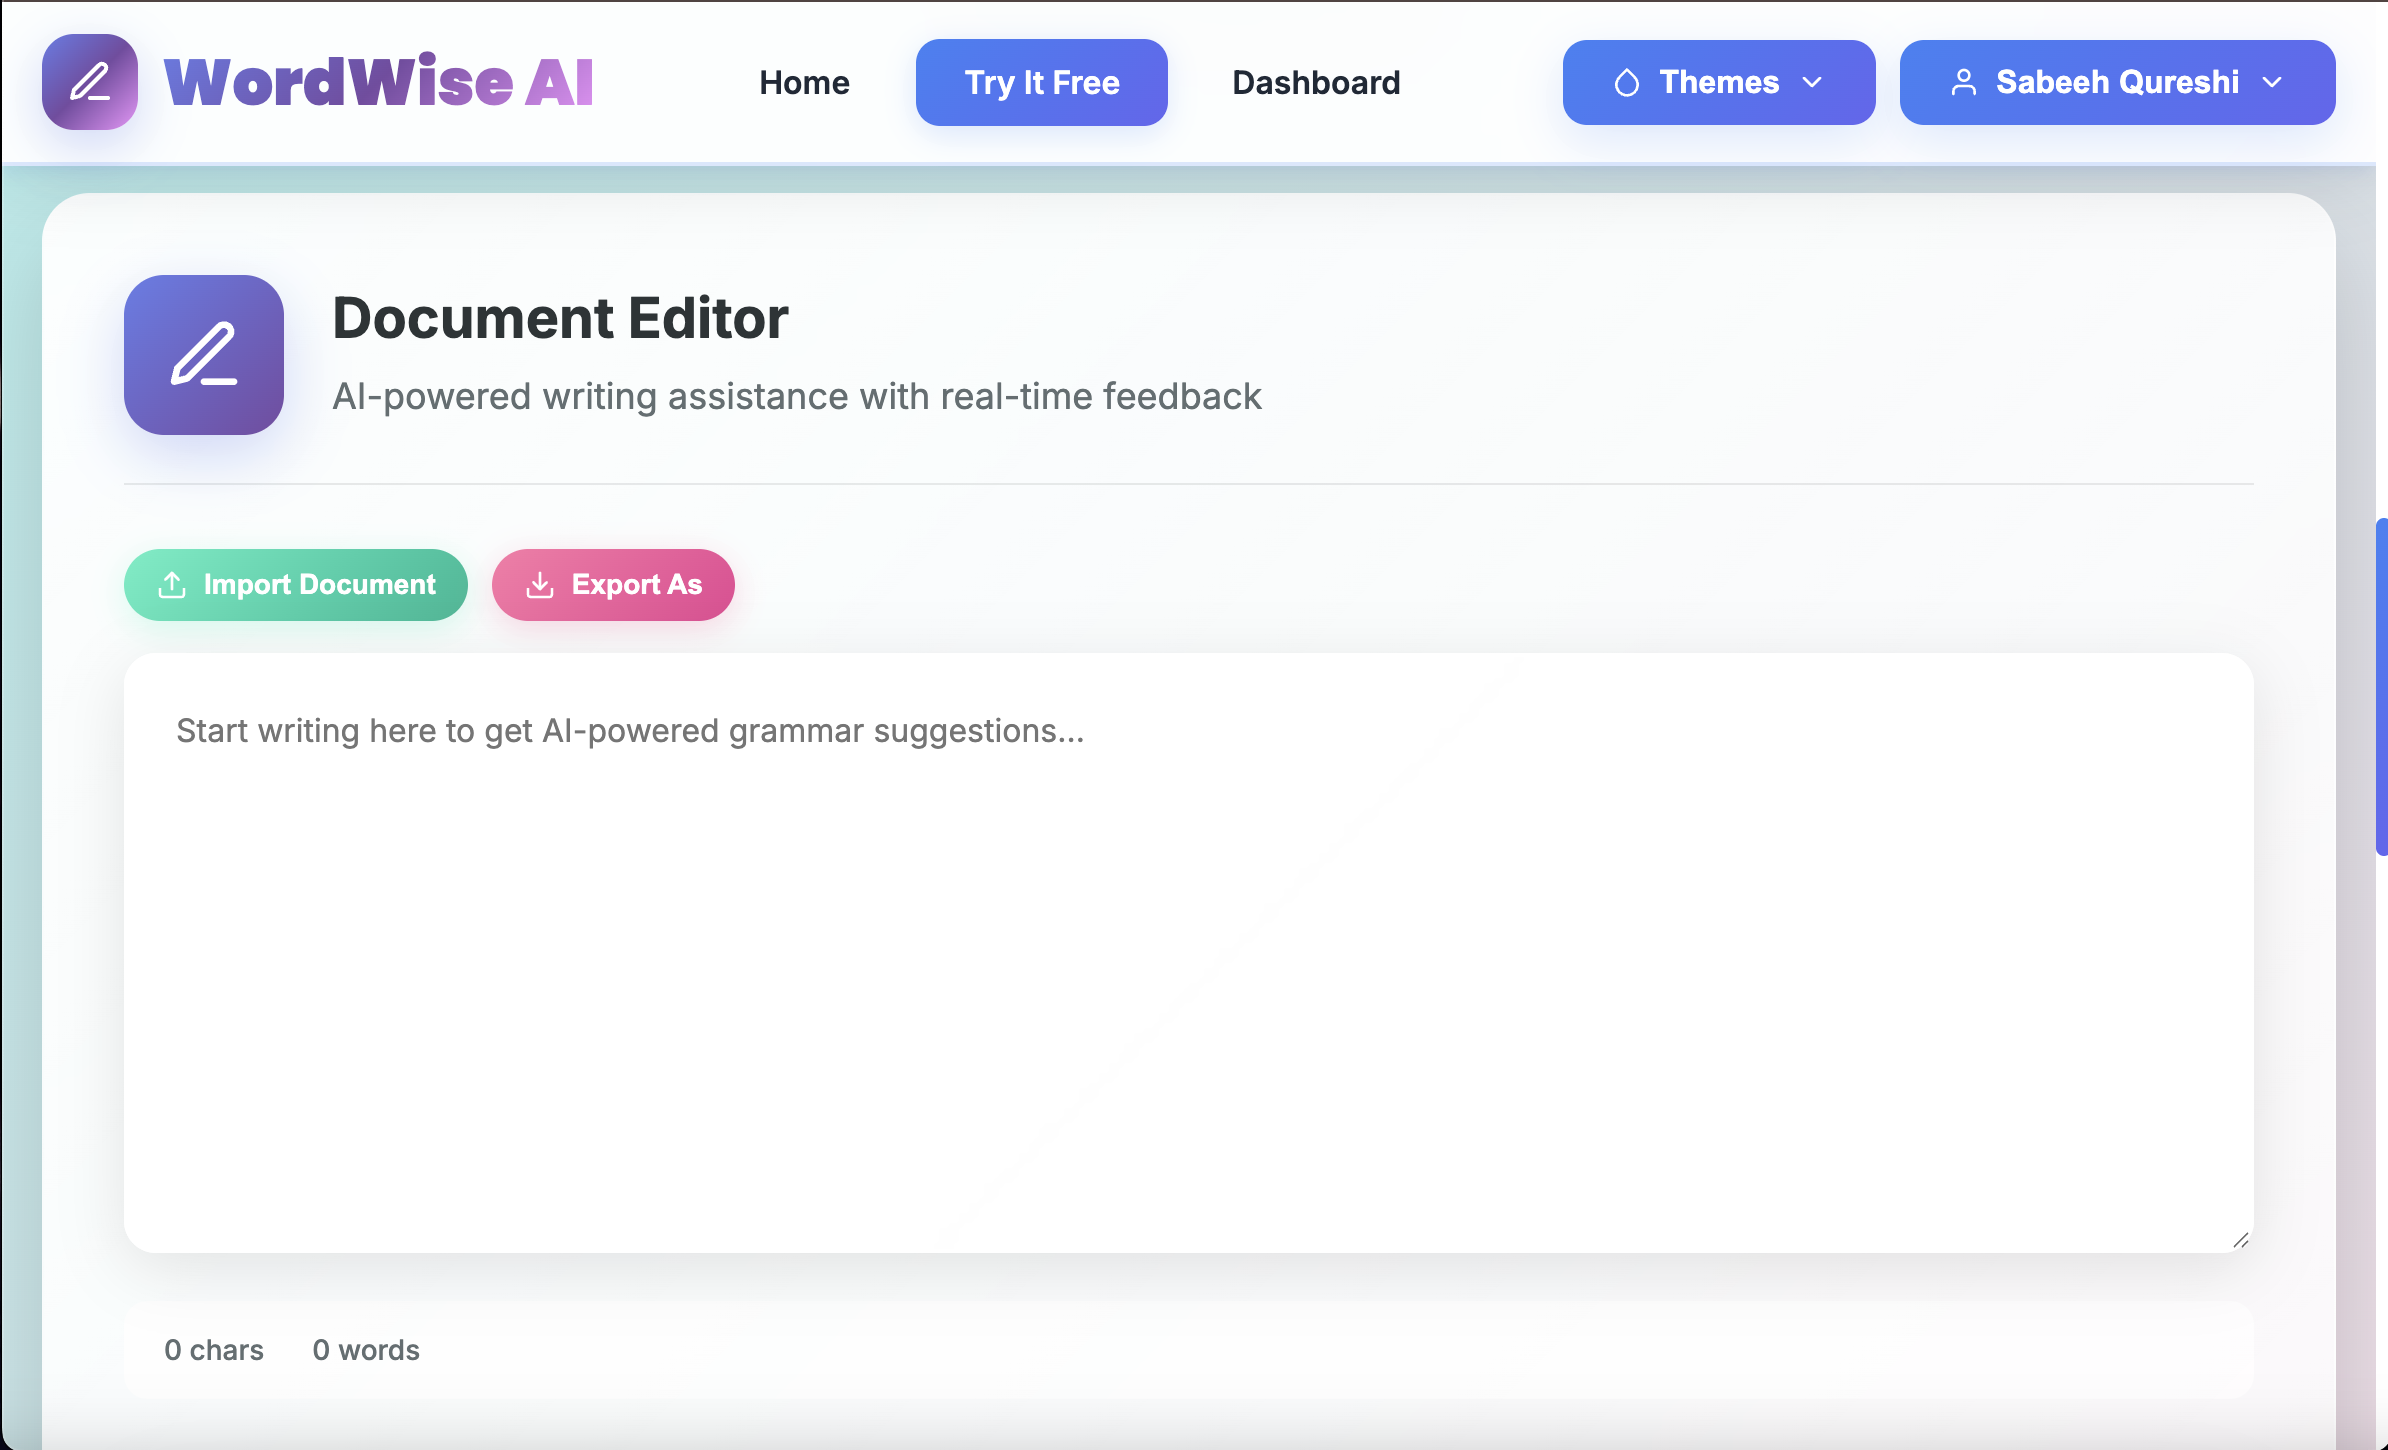 WordWise AI
Home
Try It Free
Dashboard
Themes
Sabeeh Qureshi
Document Editor
AI-powered writing assistance with real-time feedback
Import Document
Export As
Start writing here to get AI-powered grammar suggestions...
0 chars
0 words